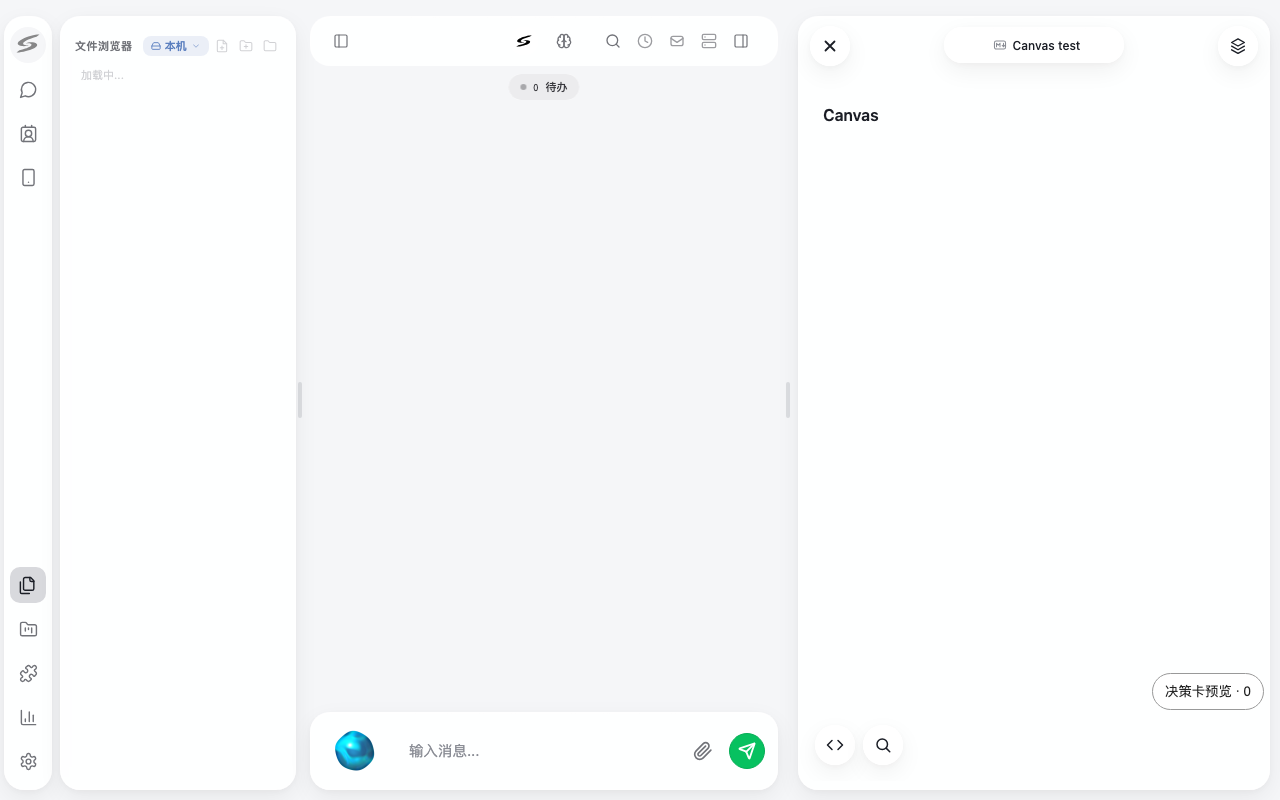 文件浏览器
本机
加载中...
0 待办
输入消息...
Canvas test
Canvas
决策卡预览 · 0